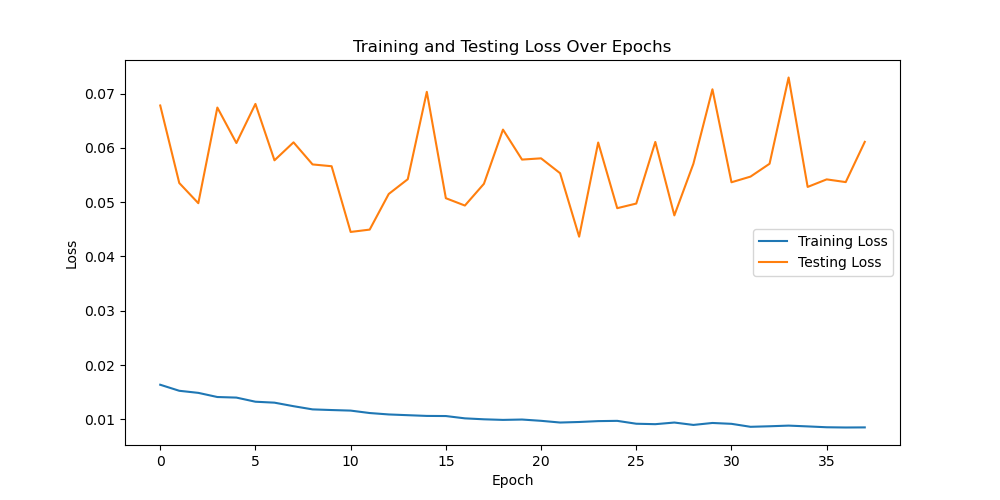 Training and Testing Loss Over Epochs
0.07
0.06
0.05
0.04
0.03
0.02
0.01
Loss
Training Loss
Testing Loss
0 5 10 15 20 25 30 35
Epoch